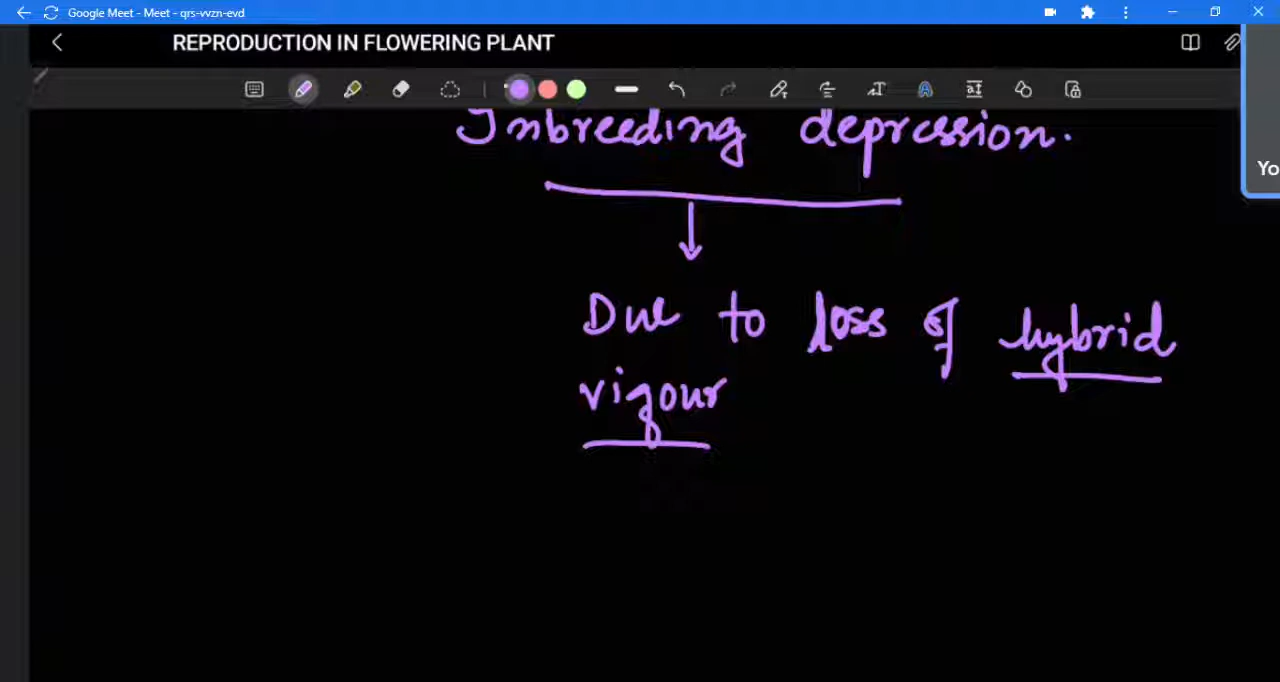 Google Meet - Meet - qrs-vvzn-evd
REPRODUCTION IN FLOWERING PLANT
Inbreeding depression.
Yo
Due to loss of hybrid
vigour